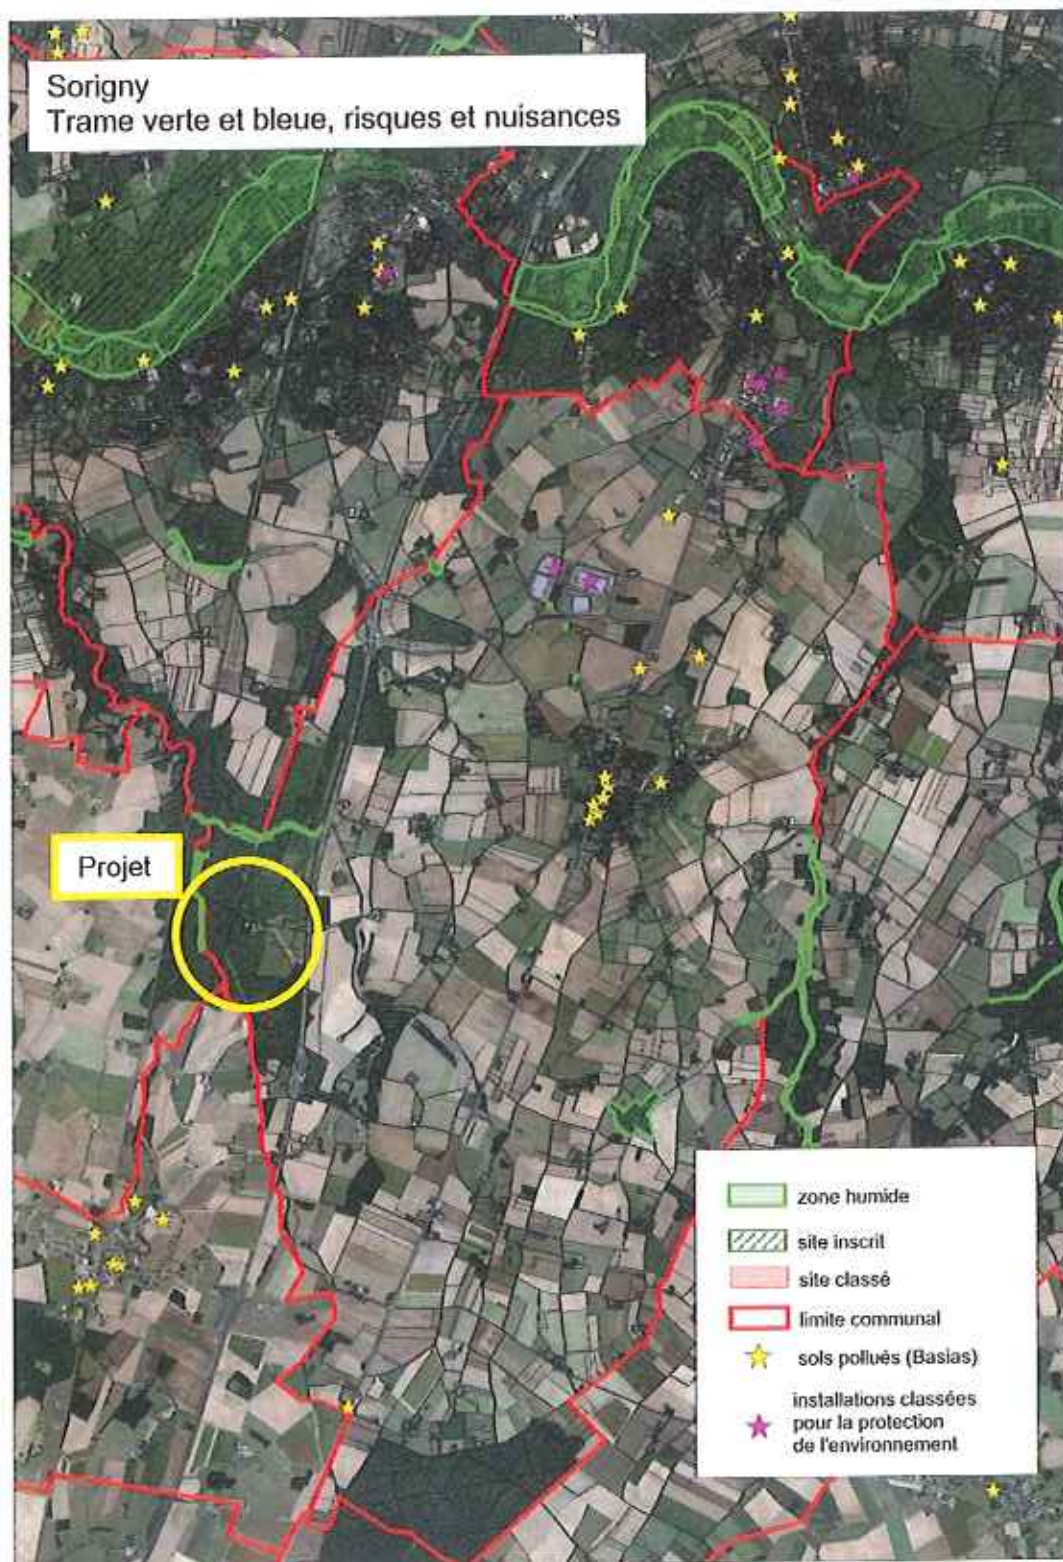 Sorigny
Trame verte et bleue, risques et nuisances
Projet
zone humide
site inscrit
site classé
limite communal
sols pollués (Basias)
installations classées
pour la protection
de l'environnement